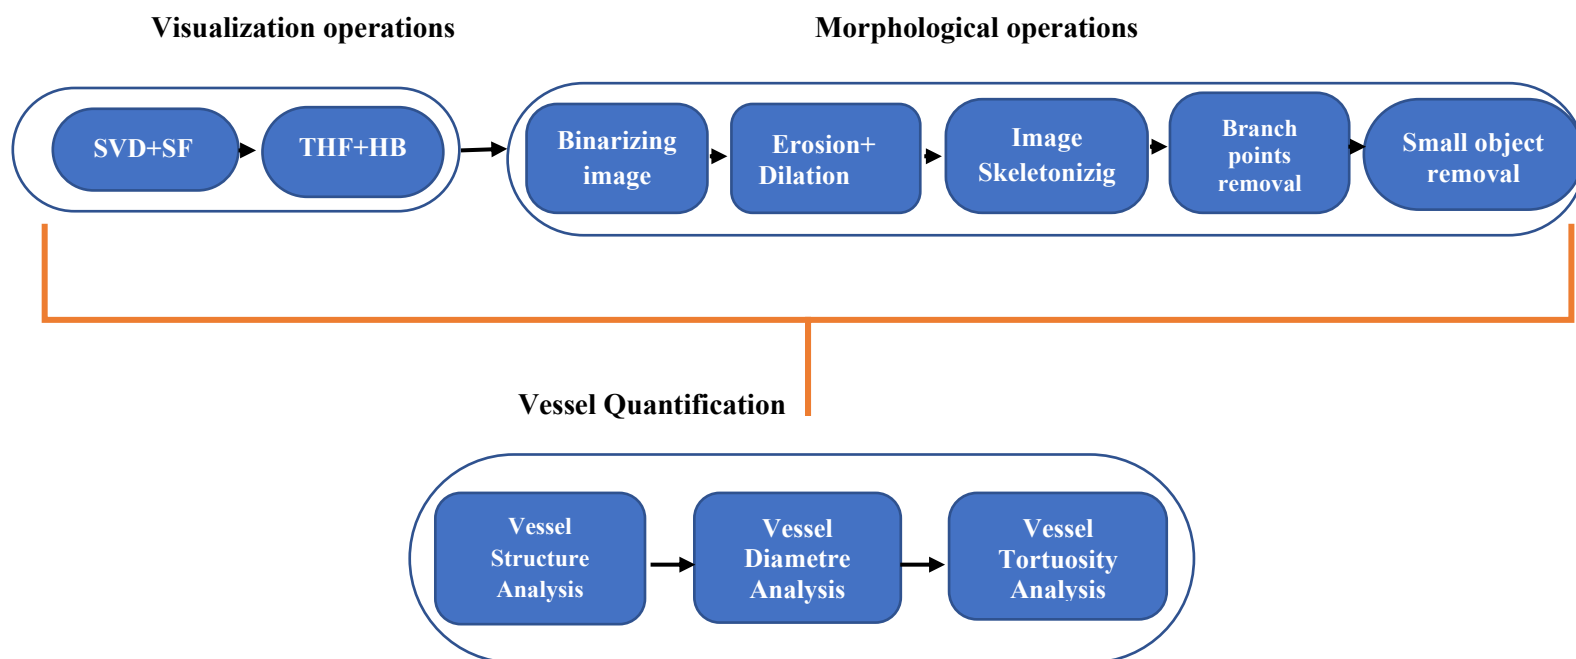 Visualization operations
Morphological operations
SVD+SF
THF+HB
Binarizing
image
Erosion+
Dilation
Image
Skeletonizig
Branch
points
removal
Small object
removal
Vessel Quantification
Vessel
Structure
Analysis
Vessel
Diametre
Analysis
Vessel
Tortuosity
Analysis